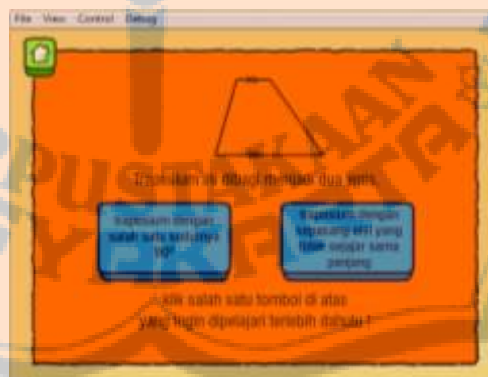 File View Control Debug
dibagi menjadi dua jenis
trapesium dengan
salah satu sudutnya
90°
trapesium dengan
sepasang sisi yang
tidak sejajar sama
panjang
klik salah satu tombol di atas
yang ingin dipelajari terlebih dahulu !
PUSTAKAAN